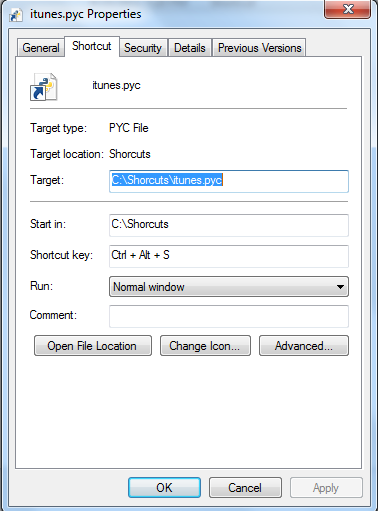 itunes.pyc Properties
General Shortcut Security Details Previous Versions
itunes.pyc
Target type: PYC File
Target location: Shorcuts
Target: C:\Shorcuts\itunes.pyc
Start in: C:\Shorcuts
Shortcut key: Ctrl + Alt + S
Run: Normal window
Comment:
Open File Location Change Icon... Advanced...
OK Cancel Apply